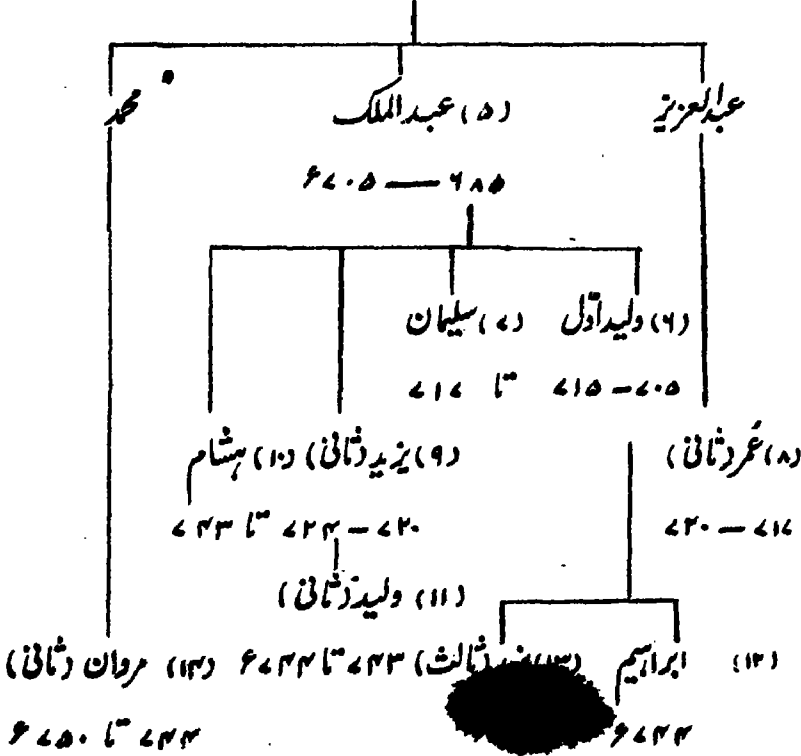 عبدالعزیز (۵) عبدالملک محمد
۶۸۵ — ۷۰۵ء
(۶) ولید اوّل (۷) سلیمان
۷۰۵ — ۷۱۵ تا ۷۱۷
(۸) عُمر (ثانی) (۹) یزید (ثانی) (۱۰) ہشام
۷۱۷ — ۷۲۰ ۷۲۰ — ۷۲۴ تا ۷۴۳
(۱۱) ولید (ثانی)
(۱۲) ابراہیم (۱۳) (ثالث) ۷۴۳ تا ۷۴۴ء (۱۴) مروان (ثانی)
۷۴۴ء ۷۴۴ تا ۷۵۰ء